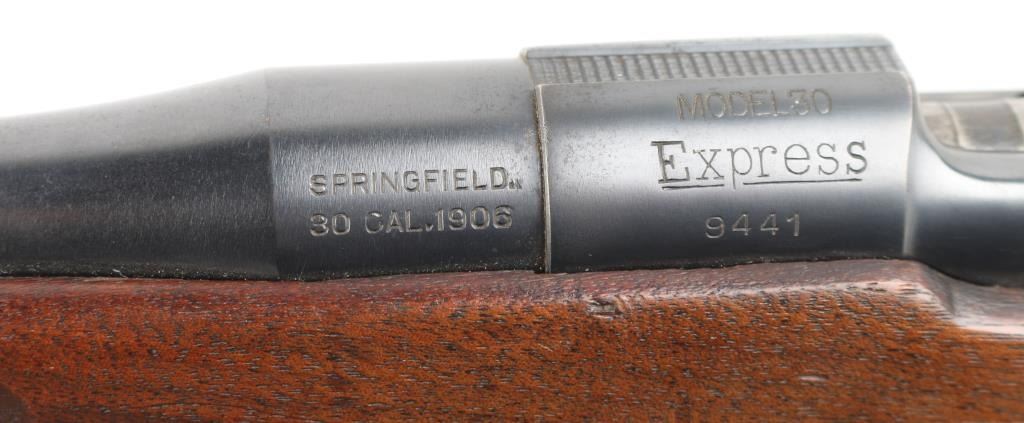 SPRINGFIELD
30 CAL. 1906
MODEL 30
Express
9441